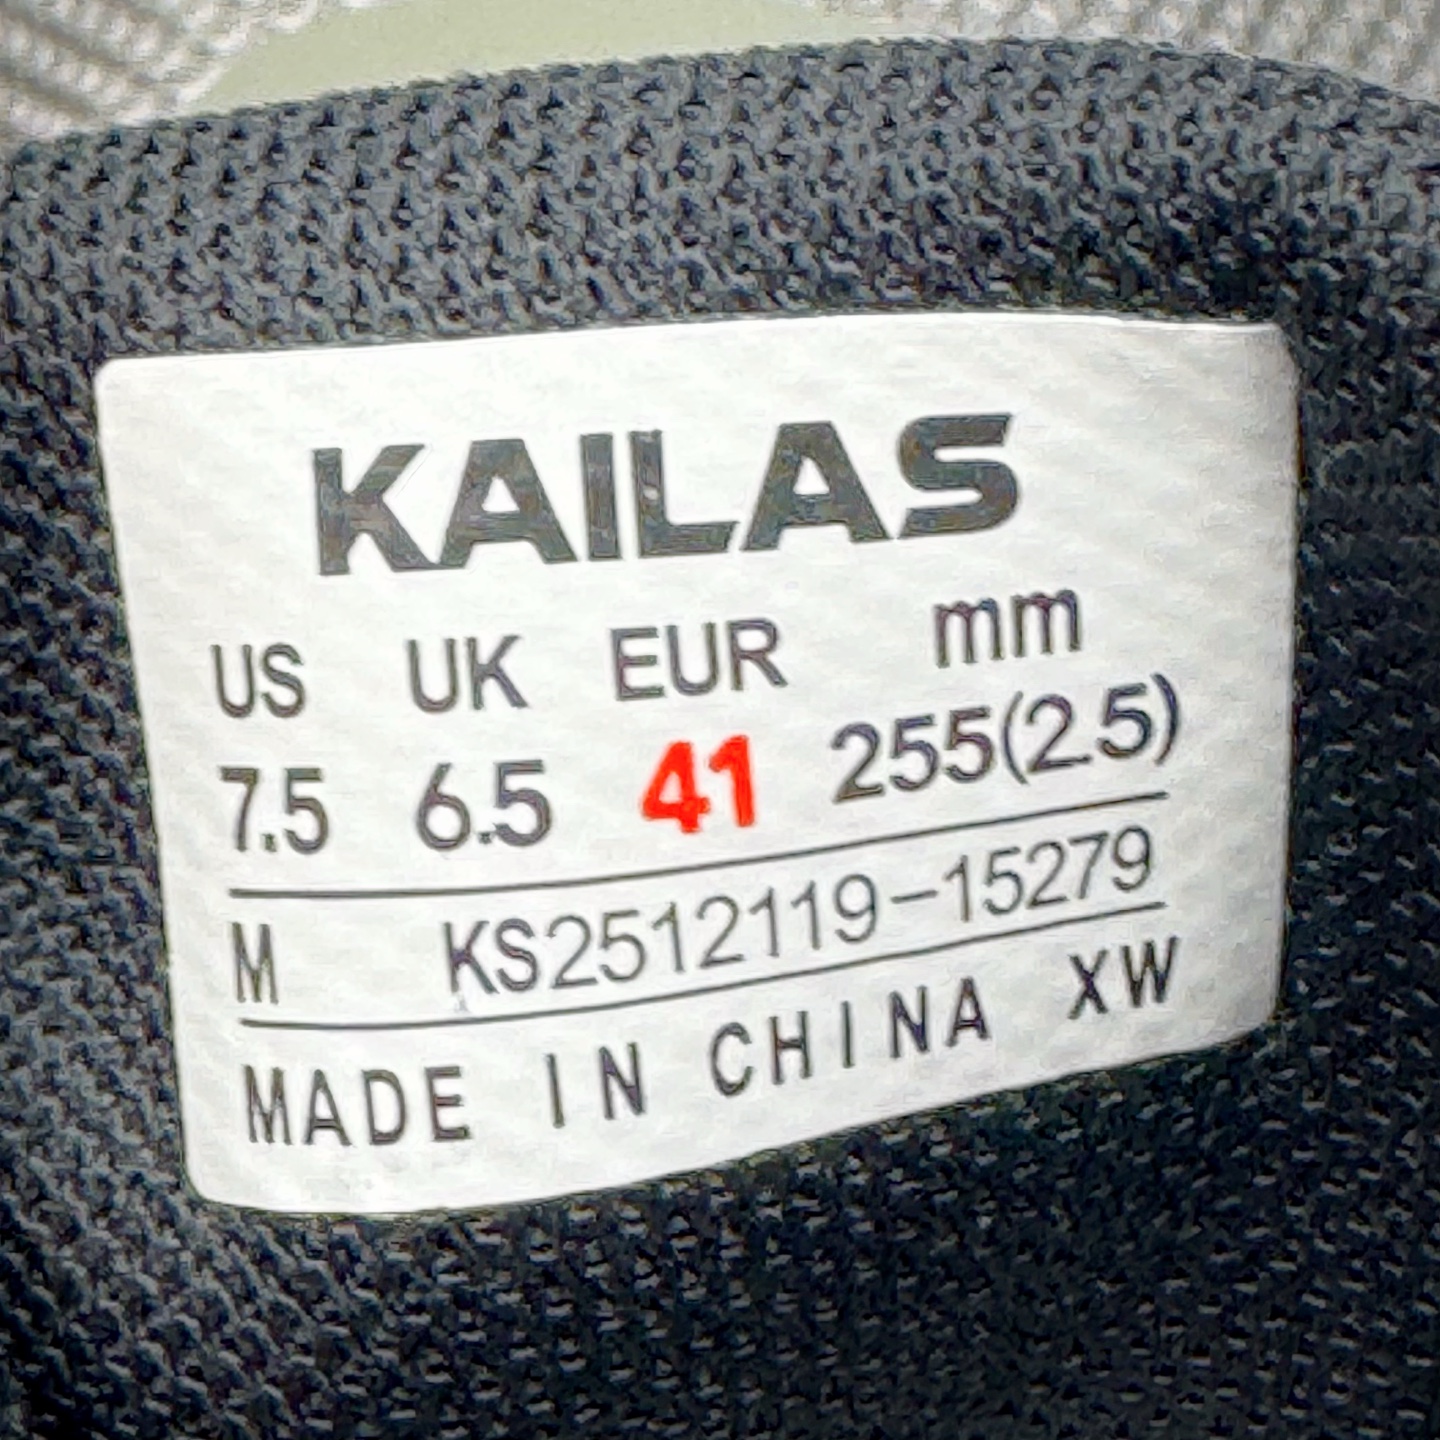 KAILAS
US UK EUR mm
7.5 6.5 41 255(2.5)
M KS2512119-15279
MADE IN CHINA XW